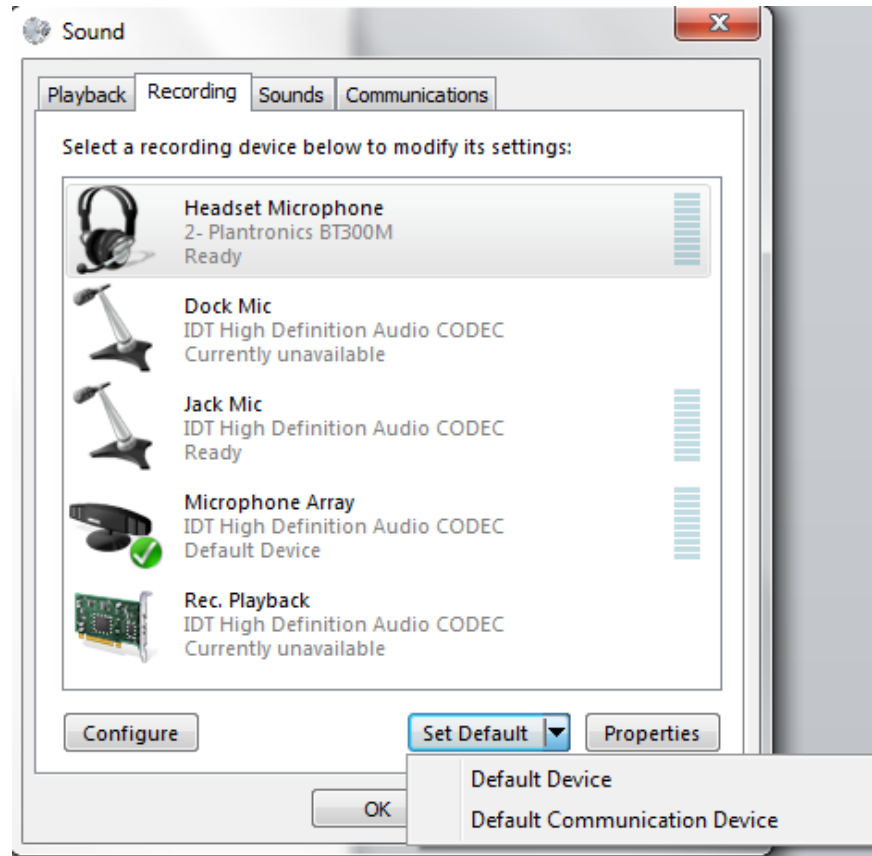 Sound
Playback Recording Sounds Communications
Select a recording device below to modify its settings:
Headset Microphone
2- Plantronics BT300M
Ready
Dock Mic
IDT High Definition Audio CODEC
Currently unavailable
Jack Mic
IDT High Definition Audio CODEC
Ready
Microphone Array
IDT High Definition Audio CODEC
Default Device
Rec. Playback
IDT High Definition Audio CODEC
Currently unavailable
Configure Set Default Properties
Default Device
OK
Default Communication Device